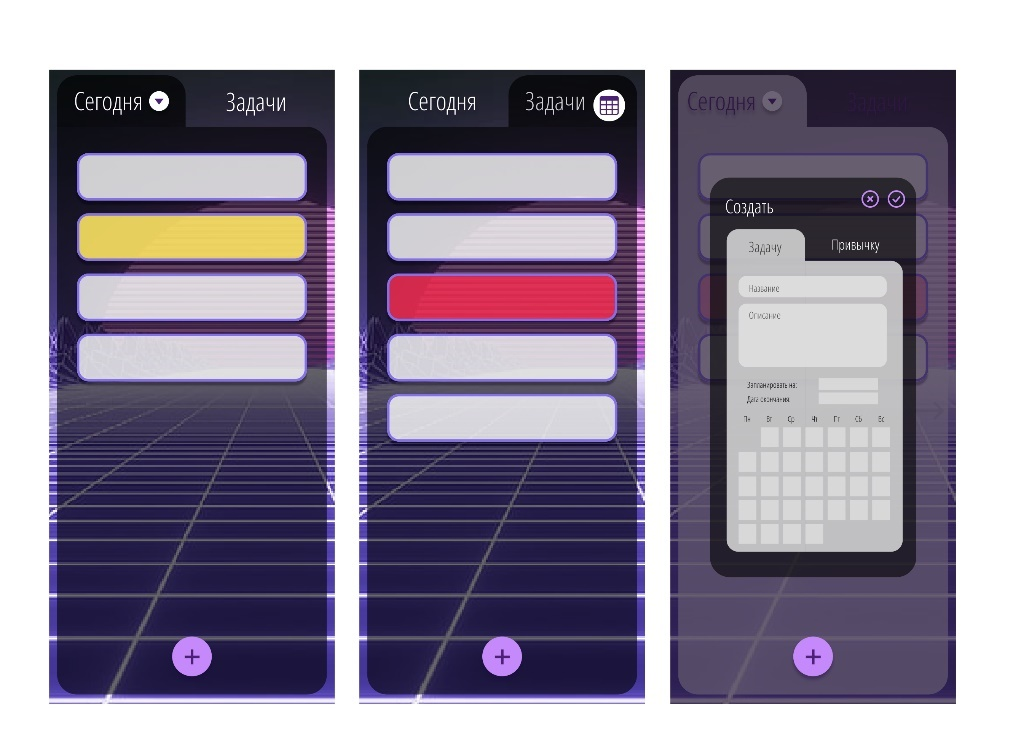 Сегодня
Задачи
Сегодня
Задачи
Сегодня
Задачи
Создать
Задачу
Привычку
Название
Описание
Запланировать на:
Дата окончания:
Пн Вт Ср Чт Пт Сб Вс